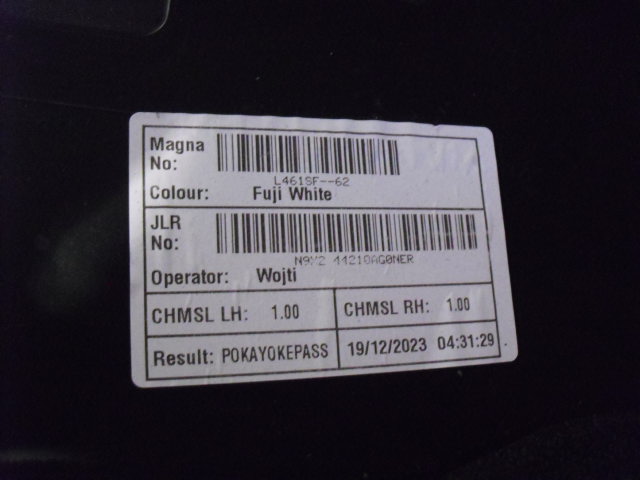 Magna No:
L461SF--62
Colour: Fuji White
JLR No:
N9V2 44210AG0NER
Operator: Wojti
CHMSL LH: 1.00 CHMSL RH: 1.00
Result: POKAYOKEPASS 19/12/2023 04:31:29